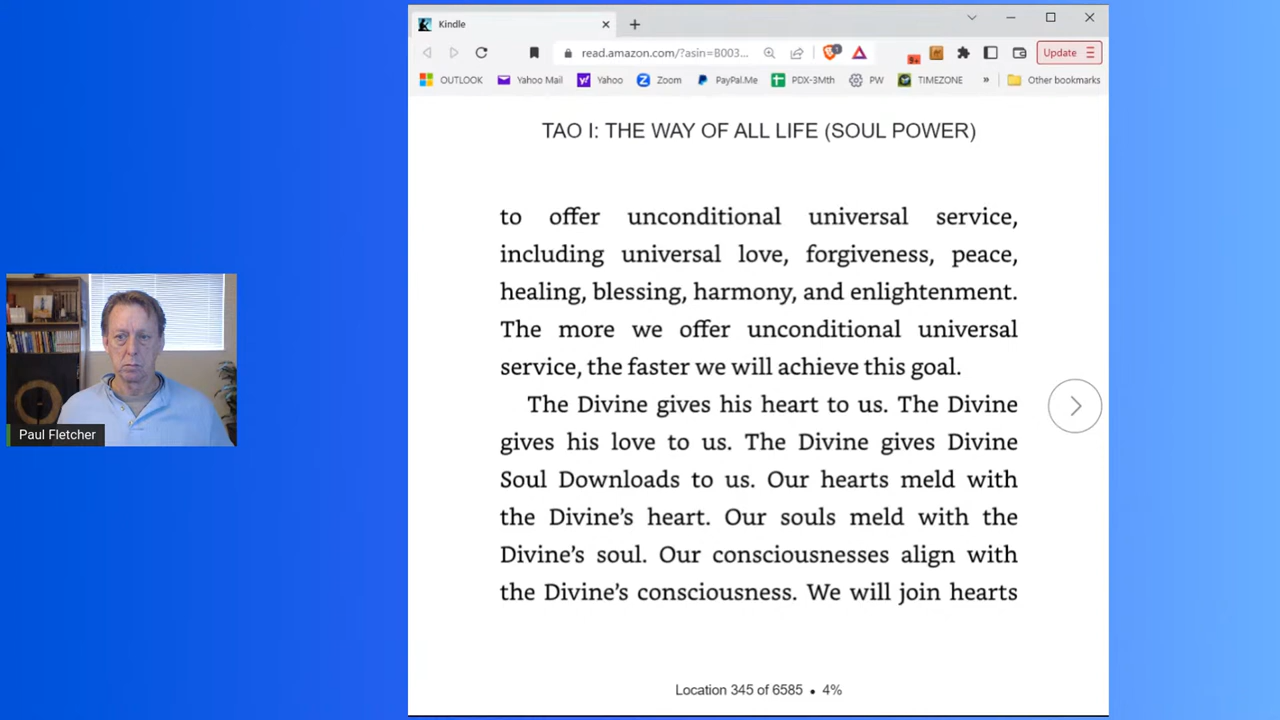 Kindle
read.amazon.com/?asin=B003...
Update
OUTLOOK
Yahoo Mail
Yahoo
Zoom
PayPal.Me
PDX-3Mth
PW
TIMEZONE
»
Other bookmarks
TAO I: THE WAY OF ALL LIFE (SOUL POWER)
to offer unconditional universal service,
including universal love, forgiveness, peace,
healing, blessing, harmony, and enlightenment.
The more we offer unconditional universal
service, the faster we will achieve this goal.
The Divine gives his heart to us. The Divine
gives his love to us. The Divine gives Divine
Soul Downloads to us. Our hearts meld with
the Divine's heart. Our souls meld with the
Divine's soul. Our consciousnesses align with
the Divine's consciousness. We will join hearts
Paul Fletcher
Location 345 of 6585 • 4%